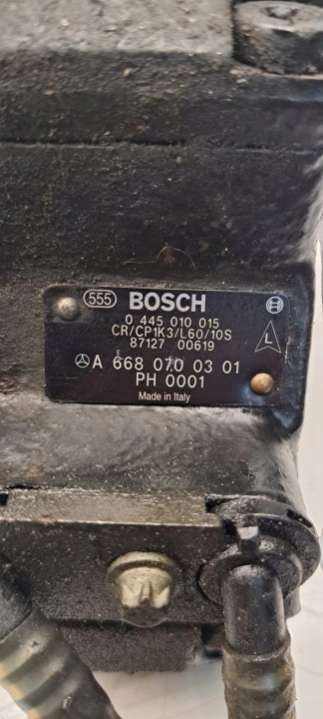 555 BOSCH
0 445 010 015
CR/CP1K3/L60/10S
87127 00619
L
A 668 070 03 01
PH 0001
Made in Italy